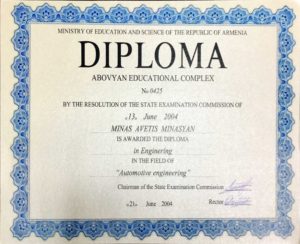 MINISTRY OF EDUCATION AND SCIENCE OF THE REPUBLIC OF ARMENIA
DIPLOMA
ABOVYAN EDUCATIONAL COMPLEX
No 0425
BY THE RESOLUTION OF THE STATE EXAMINATION COMMISSION OF
"13" June 2004
MINAS AVETIS MINASYAN
IS AWARDED THE DIPLOMA
in Enginering
IN THE FIELD OF
"Automotive engineering"
Chairman of the State Examination Commission
Rector
"21" June 2004